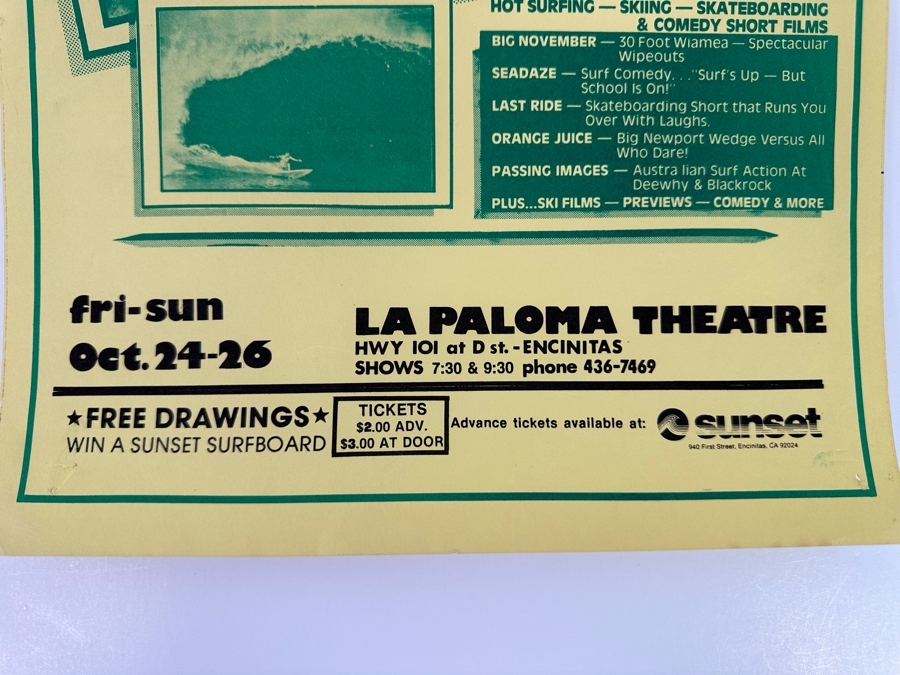 HOT SURFING — SKIING — SKATEBOARDING
& COMEDY SHORT FILMS
BIG NOVEMBER — 30 Foot Wiamea — Spectacular
Wipeouts
SEADAZE — Surf Comedy. . ."Surf's Up — But
School Is On!"
LAST RIDE — Skateboarding Short that Runs You
Over With Laughs.
ORANGE JUICE — Big Newport Wedge Versus All
Who Dare!
PASSING IMAGES — Austra lian Surf Action At
Deewhy & Blackrock
PLUS...SKI FILMS — PREVIEWS — COMEDY & MORE
fri-sun
Oct. 24-26
LA PALOMA THEATRE
HWY 101 at D st. - ENCINITAS
SHOWS 7:30 & 9:30 phone 436-7469
★FREE DRAWINGS★
WIN A SUNSET SURFBOARD
TICKETS
$2.00 ADV.
$3.00 AT DOOR
Advance tickets available at:
sunset
940 First Street, Encinitas, CA 92024